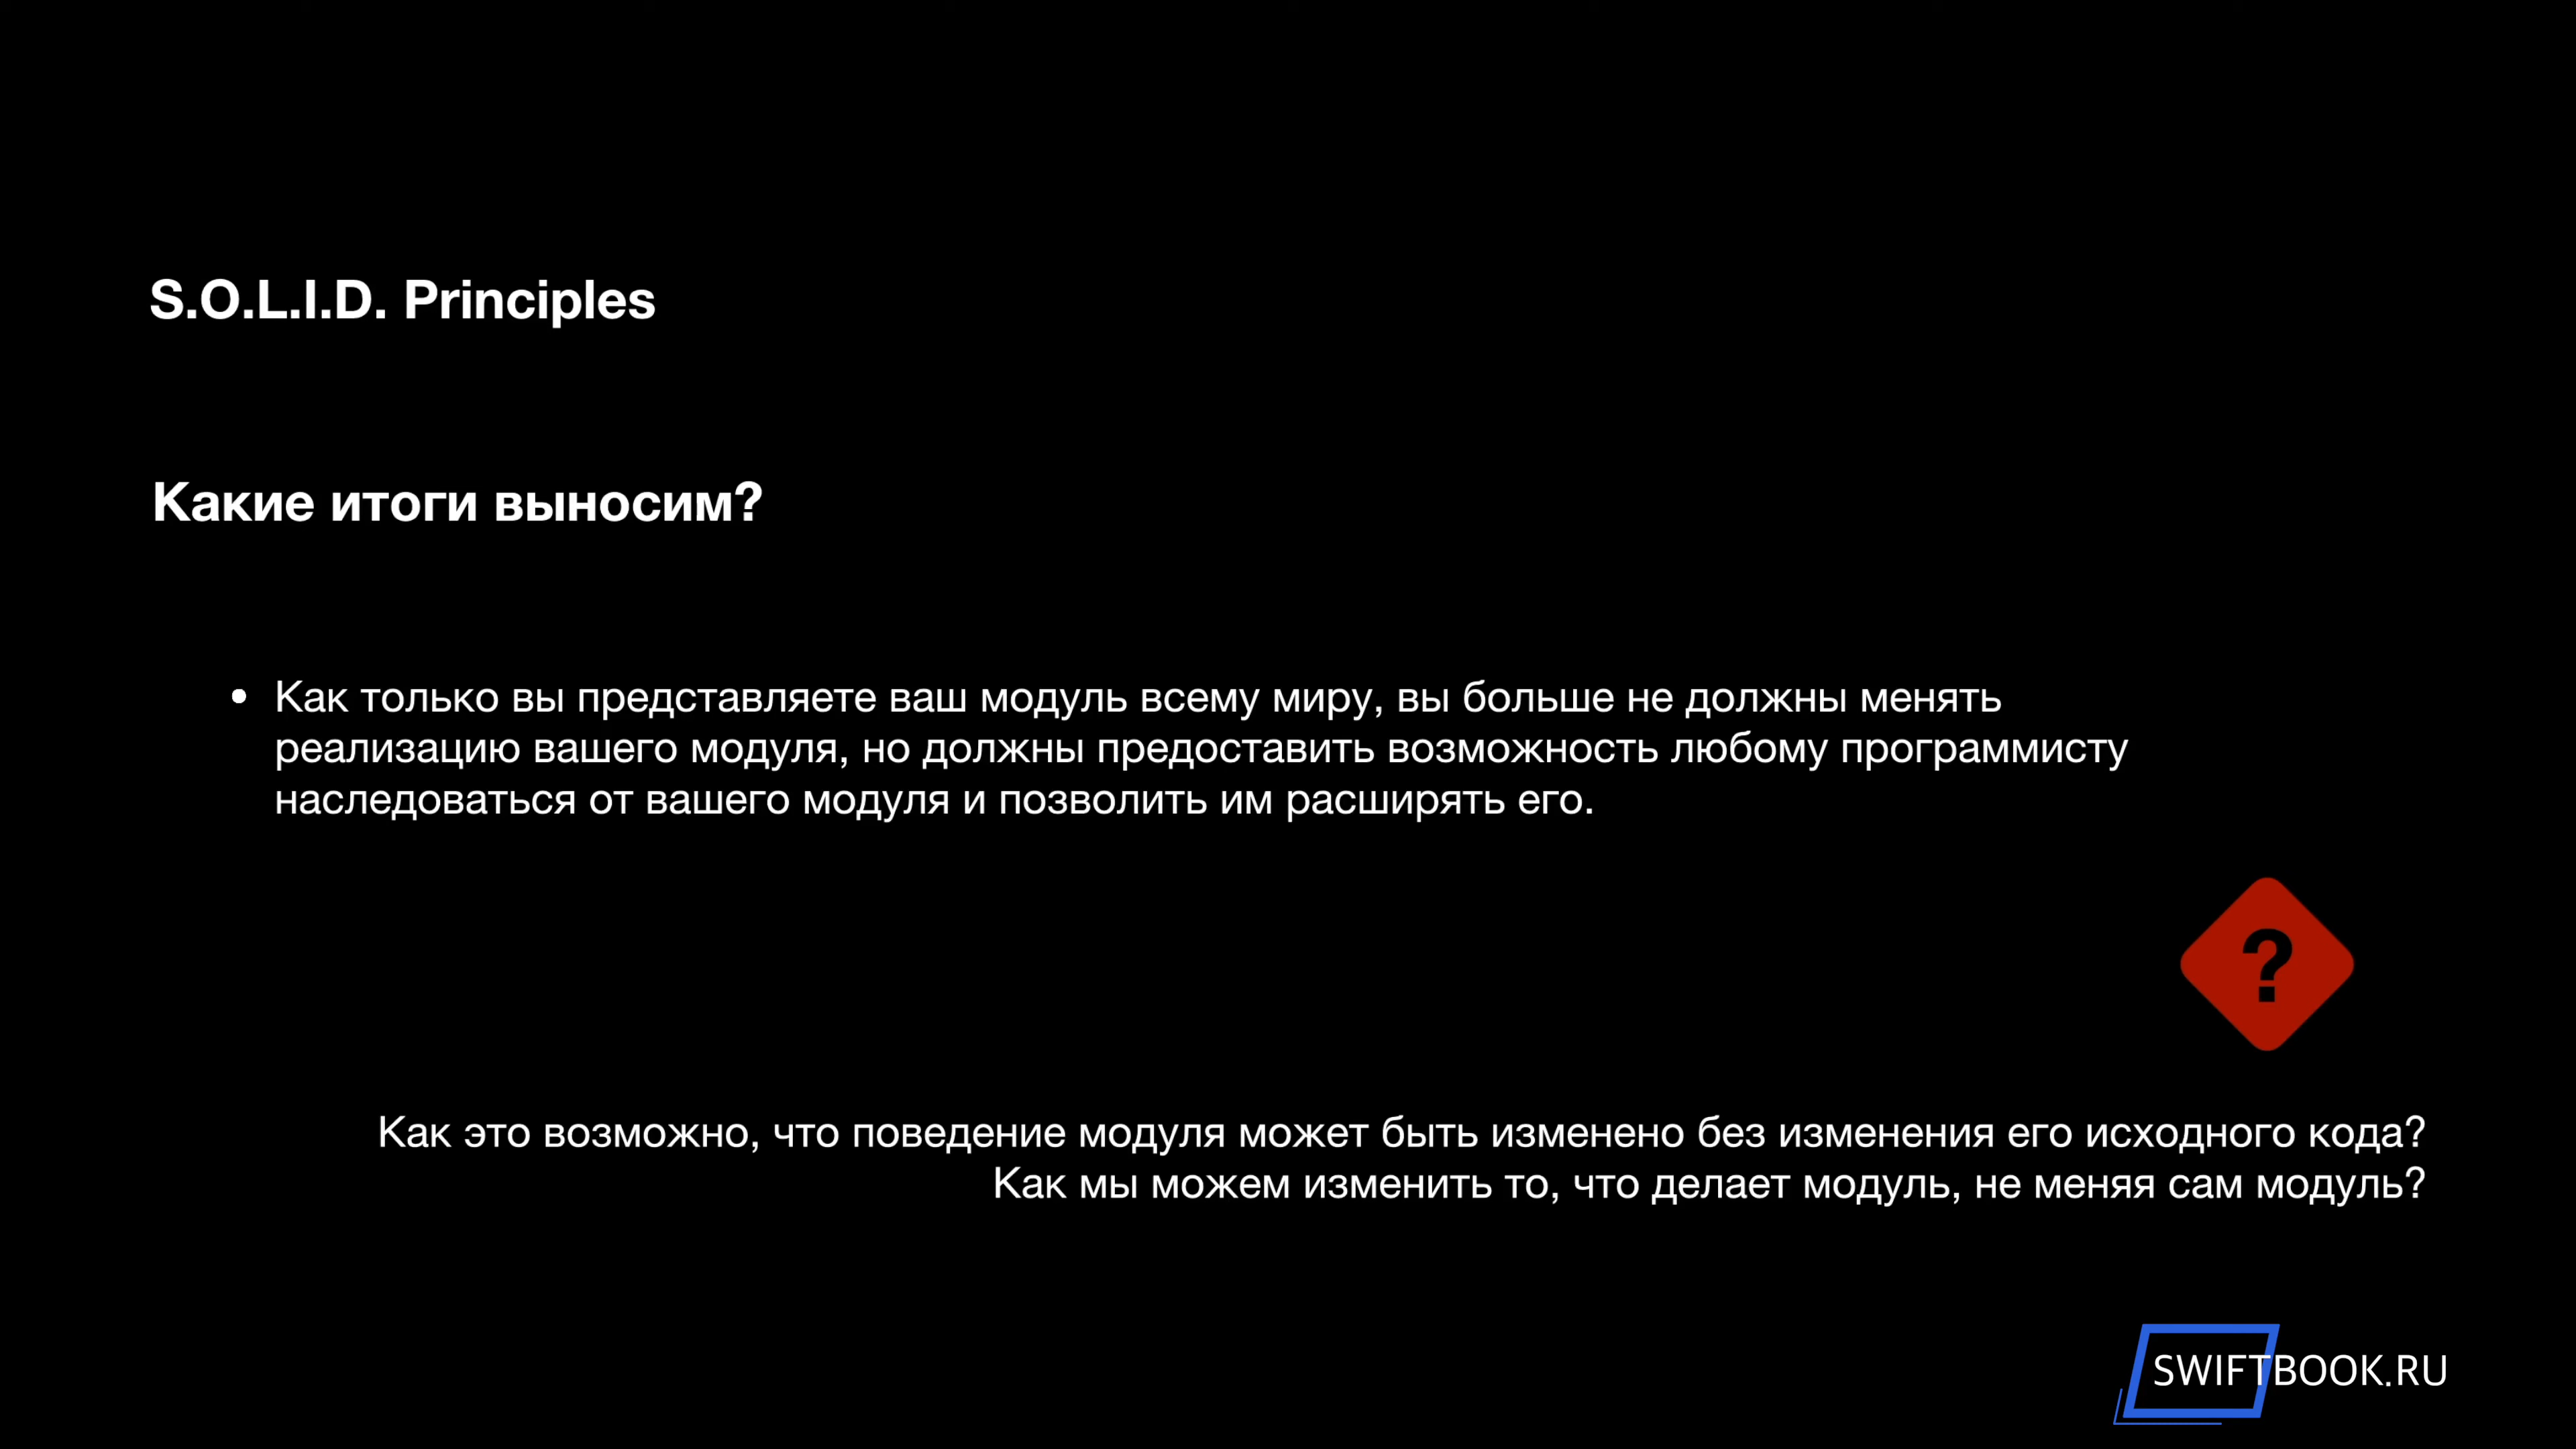 S.O.L.I.D. Principles
Какие итоги выносим?
• Как только вы представляете ваш модуль всему миру, вы больше не должны менять
реализацию вашего модуля, но должны предоставить возможность любому программисту
наследоваться от вашего модуля и позволить им расширять его.
?
Как это возможно, что поведение модуля может быть изменено без изменения его исходного кода?
Как мы можем изменить то, что делает модуль, не меняя сам модуль?
SWIFTBOOK.RU